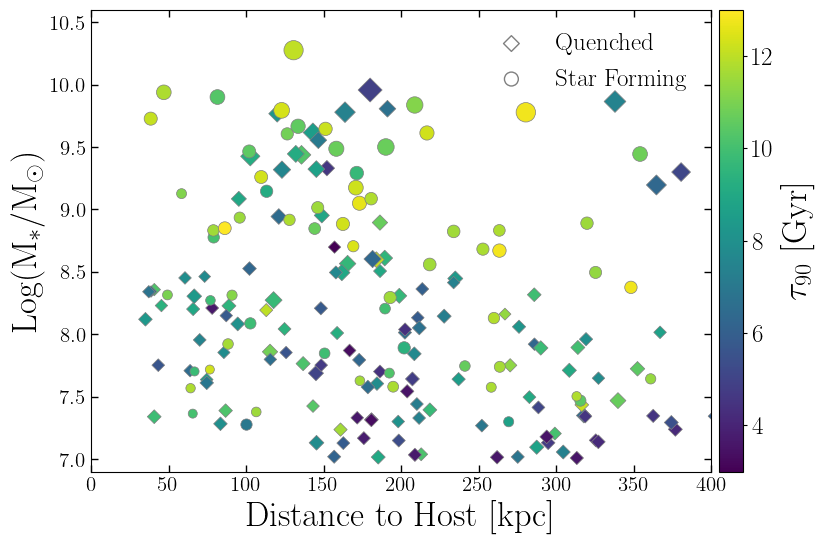 10.5
10.0
9.5
9.0
8.5
8.0
7.5
7.0
Log(M*/M⊙)
0 50 100 150 200 250 300 350 400
Distance to Host [kpc]
Quenched
Star Forming
12
10
8
6
4
τ90 [Gyr]